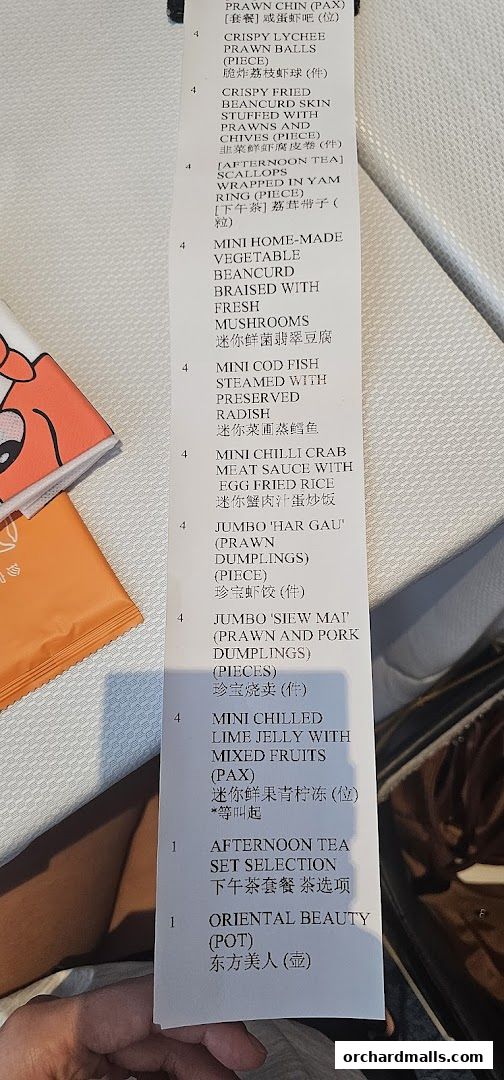 PRAWN CHIN (PAX)
[套餐] 咸蛋虾吧 (位)
4 CRISPY LYCHEE
PRAWN BALLS
(PIECE)
脆炸荔枝虾球 (件)
4 CRISPY FRIED
BEANCURD SKIN
STUFFED WITH
PRAWNS AND
CHIVES (PIECE)
韭菜鲜虾腐皮卷 (件)
4 [AFTERNOON TEA]
SCALLOPS
WRAPPED IN YAM
RING (PIECE)
[下午茶] 荔茸带子 (
粒)
4 MINI HOME-MADE
VEGETABLE
BEANCURD
BRAISED WITH
FRESH
MUSHROOMS
迷你鲜菌翡翠豆腐
4 MINI COD FISH
STEAMED WITH
PRESERVED
RADISH
迷你菜圃蒸鳕鱼
4 MINI CHILLI CRAB
MEAT SAUCE WITH
EGG FRIED RICE
迷你蟹肉汁蛋炒饭
4 JUMBO 'HAR GAU'
(PRAWN
DUMPLINGS)
(PIECE)
珍宝虾饺 (件)
4 JUMBO 'SIEW MAI'
(PRAWN AND PORK
DUMPLINGS)
(PIECES)
珍宝烧卖 (件)
4 MINI CHILLED
LIME JELLY WITH
MIXED FRUITS
(PAX)
迷你鲜果青柠冻 (位)
*等叫起
1 AFTERNOON TEA
SET SELECTION
下午茶套餐 茶选项
1 ORIENTAL BEAUTY
(POT)
东方美人 (壶)
orchardmalls.com